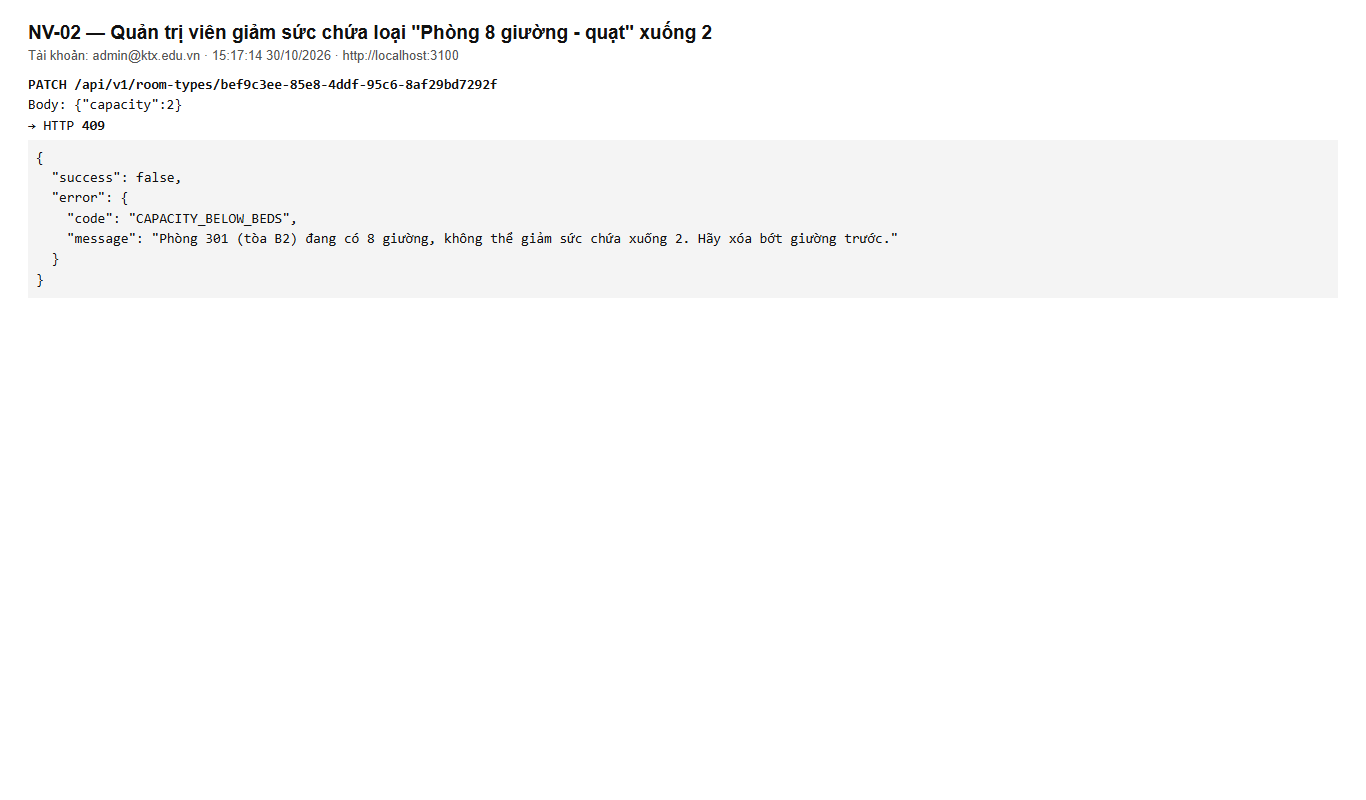 NV-02 — Quản trị viên giảm sức chứa loại "Phòng 8 giường - quạt" xuống 2
Tài khoản: admin@ktx.edu.vn · 15:17:14 30/10/2026 · http://localhost:3100
PATCH /api/v1/room-types/bef9c3ee-85e8-4ddf-95c6-8af29bd7292f
Body: {"capacity":2}
→ HTTP 409
{
  "success": false,
  "error": {
    "code": "CAPACITY_BELOW_BEDS",
    "message": "Phòng 301 (tòa B2) đang có 8 giường, không thể giảm sức chứa xuống 2. Hãy xóa bớt giường trước."
  }
}